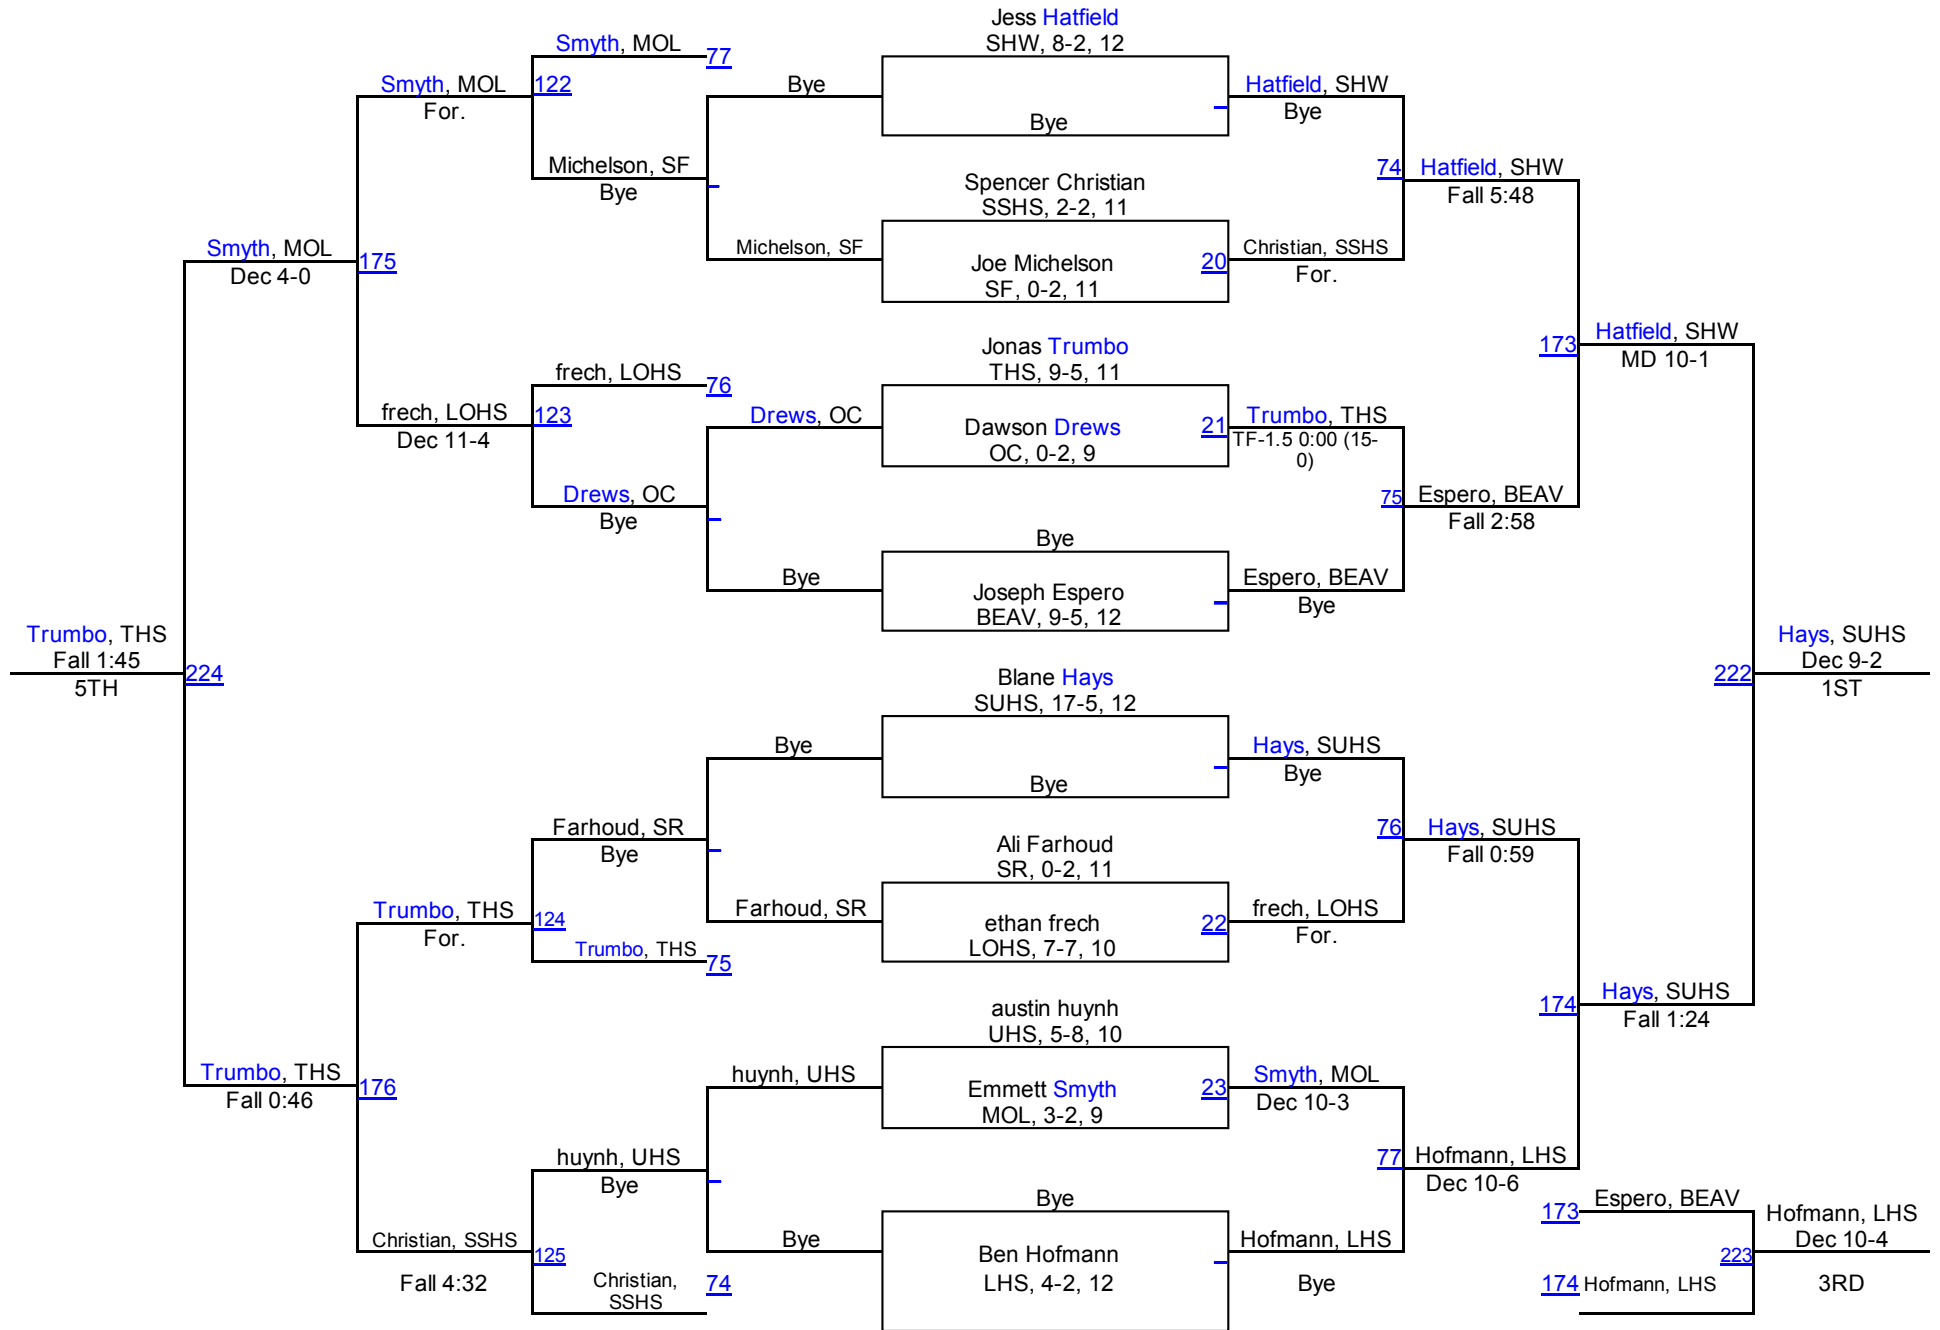 Jess Hatfield
SHW, 8-2, 12
Smyth, MOL
77
Smyth, MOL
122
For.
Bye
Bye
Hatfield, SHW
Bye
Michelson, SF
Bye
74
Hatfield, SHW
Fall 5:48
Spencer Christian
SSHS, 2-2, 11
Smyth, MOL
175
Dec 4-0
Michelson, SF
Joe Michelson
SF, 0-2, 11
20
Christian, SSHS
For.
Jonas Trumbo
THS, 9-5, 11
173
Hatfield, SHW
MD 10-1
frech, LOHS
76
frech, LOHS
123
Dec 11-4
Drews, OC
Dawson Drews
OC, 0-2, 9
21
Trumbo, THS
TF-1.5 0:00 (15-
0)
Drews, OC
Bye
75
Espero, BEAV
Fall 2:58
Bye
Bye
Joseph Espero
BEAV, 9-5, 12
Espero, BEAV
Bye
Trumbo, THS
Fall 1:45
5TH
224
Blane Hays
SUHS, 17-5, 12
222
Hays, SUHS
Dec 9-2
1ST
Bye
Bye
Hays, SUHS
Bye
Farhoud, SR
Bye
76
Hays, SUHS
Fall 0:59
Ali Farhoud
SR, 0-2, 11
Trumbo, THS
124
For.
Farhoud, SR
ethan frech
LOHS, 7-7, 10
22
frech, LOHS
For.
Trumbo, THS
75
austin huynh
UHS, 5-8, 10
174
Hays, SUHS
Fall 1:24
Trumbo, THS
176
Fall 0:46
huynh, UHS
Emmett Smyth
MOL, 3-2, 9
23
Smyth, MOL
Dec 10-3
huynh, UHS
Bye
77
Hofmann, LHS
Dec 10-6
Bye
173
Espero, BEAV
Christian, SSHS
125
Fall 4:32
Bye
Ben Hofmann
LHS, 4-2, 12
Hofmann, LHS
Bye
223
Hofmann, LHS
Dec 10-4
3RD
Christian,
SSHS
74
174
Hofmann, LHS